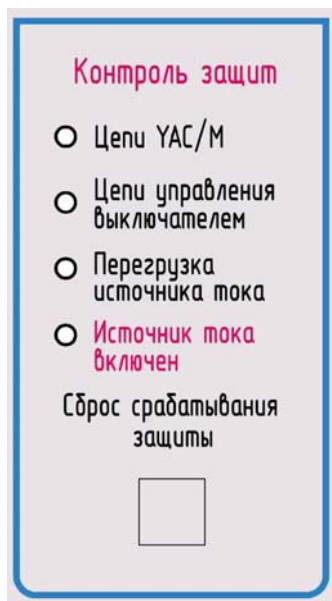 Контроль защит
Цепи YAC/M
Цепи управления
выключателем
Перегрузка
источника тока
Источник тока
включен
Сброс срабатывания
защиты